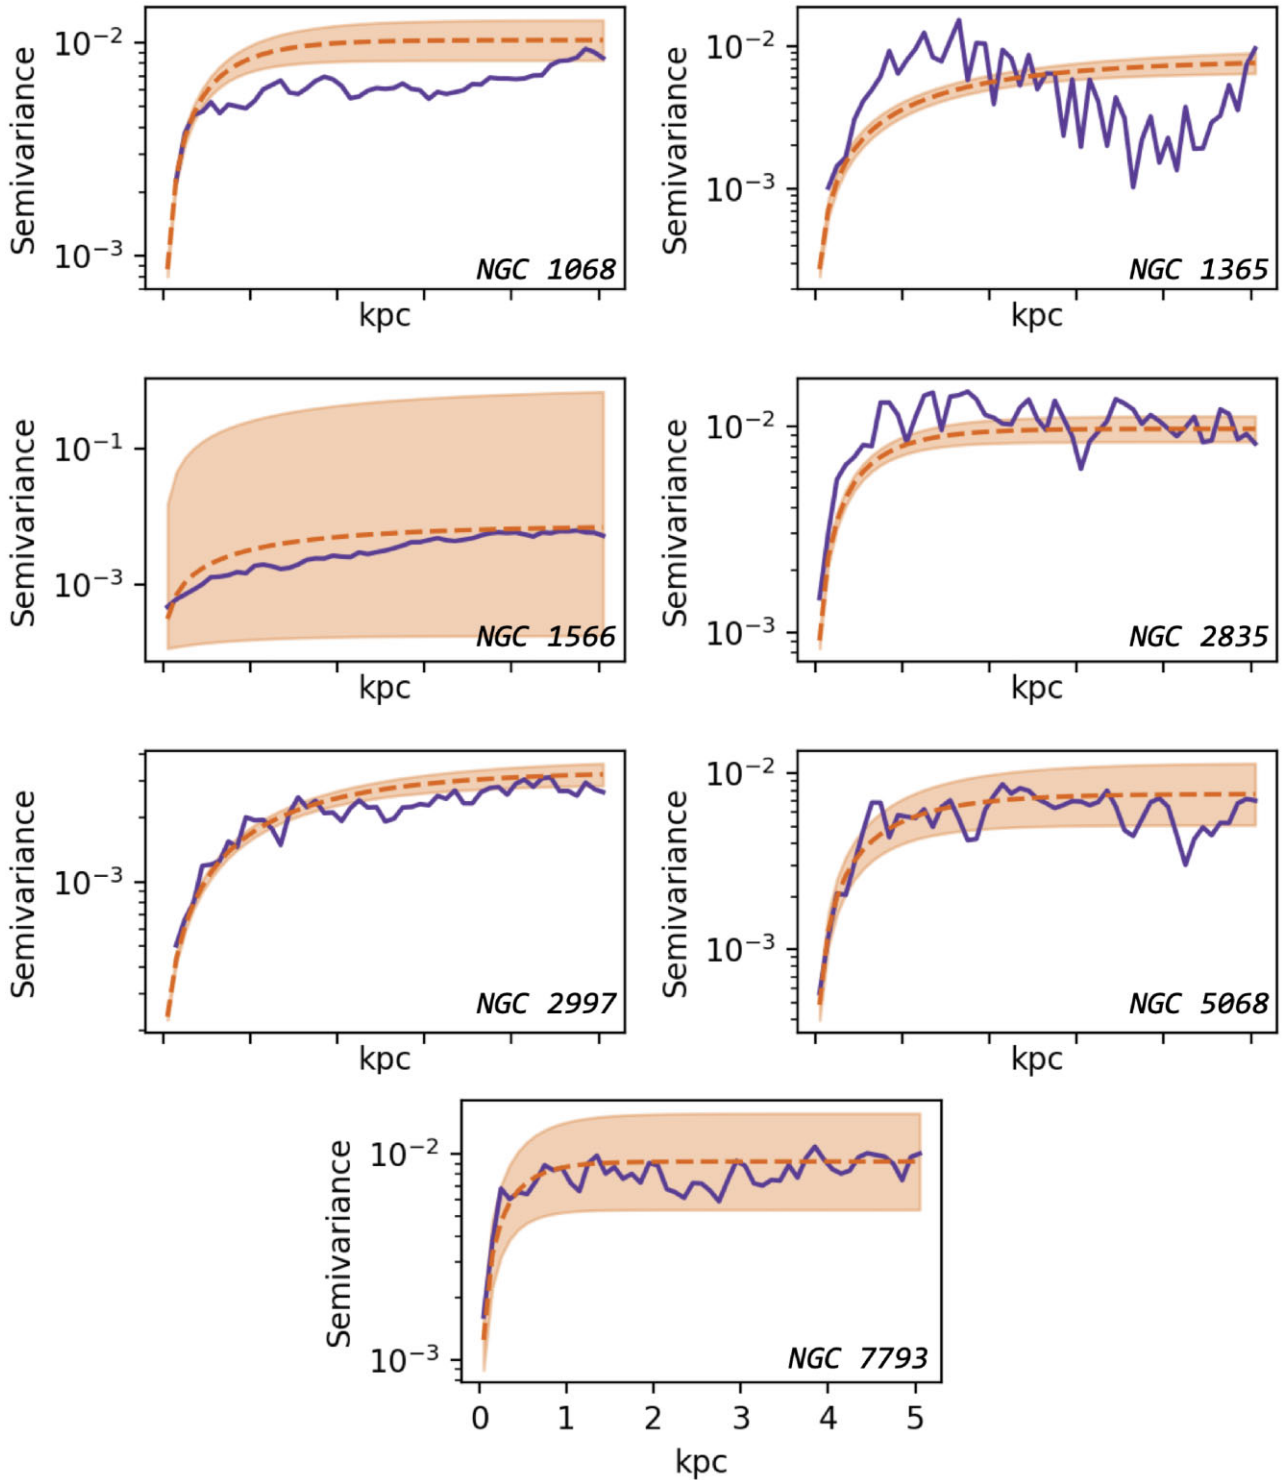 Semivariance
10⁻²
10⁻³
NGC 1068
kpc
Semivariance
10⁻²
10⁻³
NGC 1365
kpc
Semivariance
10⁻¹
10⁻³
NGC 1566
kpc
Semivariance
10⁻²
10⁻³
NGC 2835
kpc
Semivariance
10⁻³
NGC 2997
kpc
Semivariance
10⁻²
10⁻³
NGC 5068
kpc
Semivariance
10⁻²
10⁻³
NGC 7793
0 1 2 3 4 5
kpc